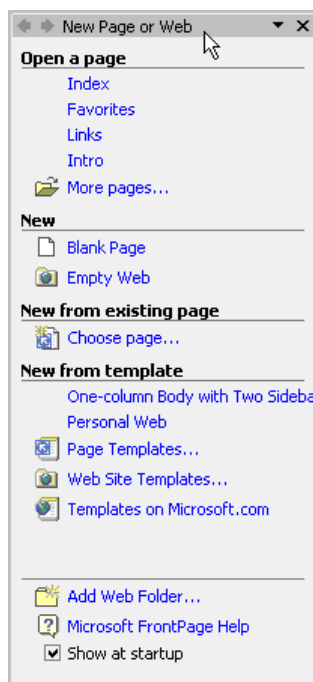 New Page or Web
Open a page
Index
Favorites
Links
Intro
More pages...
New
Blank Page
Empty Web
New from existing page
Choose page...
New from template
One-column Body with Two Sideba
Personal Web
Page Templates...
Web Site Templates...
Templates on Microsoft.com
Add Web Folder...
Microsoft FrontPage Help
Show at startup